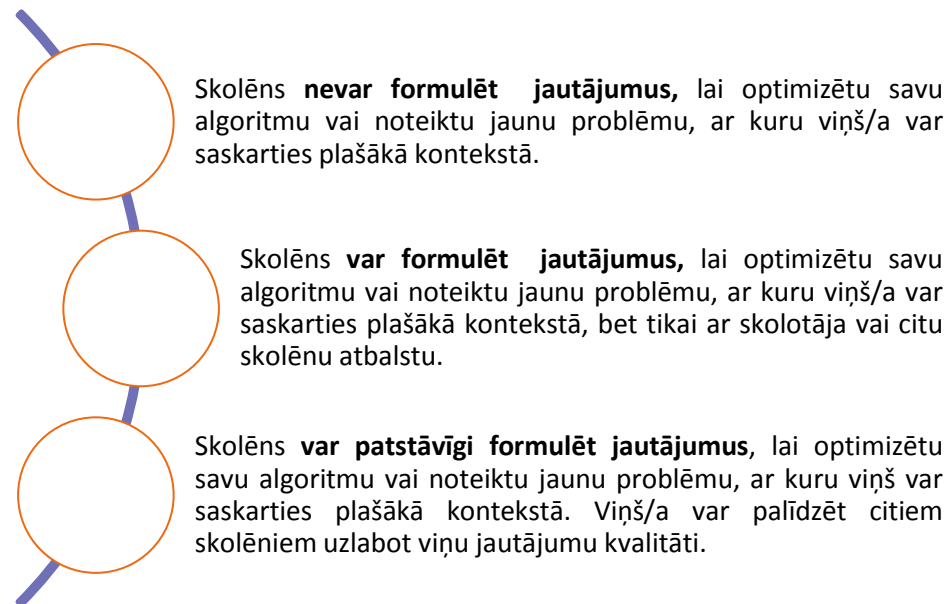 Skolēns nevar formulēt jautājumus, lai optimizētu savu
algoritmu vai noteiktu jaunu problēmu, ar kuru viņš/a var
saskarties plašākā kontekstā.
Skolēns var formulēt jautājumus, lai optimizētu savu
algoritmu vai noteiktu jaunu problēmu, ar kuru viņš/a var
saskarties plašākā kontekstā, bet tikai ar skolotāja vai citu
skolēnu atbalstu.
Skolēns var patstāvīgi formulēt jautājumus, lai optimizētu
savu algoritmu vai noteiktu jaunu problēmu, ar kuru viņš var
saskarties plašākā kontekstā. Viņš/a var palīdzēt citiem
skolēniem uzlabot viņu jautājumu kvalitāti.